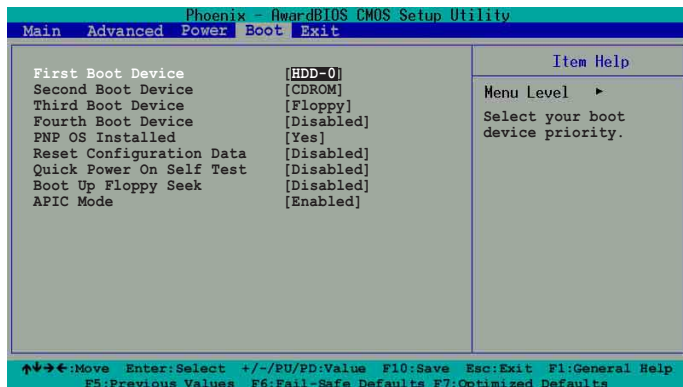 Phoenix - AwardBIOS CMOS Setup Utility
Main Advanced Power Boot Exit
First Boot Device [HDD-0]
Second Boot Device [CDROM]
Third Boot Device [Floppy]
Fourth Boot Device [Disabled]
PNP OS Installed [Yes]
Reset Configuration Data [Disabled]
Quick Power On Self Test [Disabled]
Boot Up Floppy Seek [Disabled]
APIC Mode [Enabled]
Item Help
Menu Level ►
Select your boot
device priority.
↑↓→←:Move Enter:Select +/-/PU/PD:Value F10:Save Esc:Exit F1:General Help
F5:Previous Values F6:Fail-Safe Defaults F7:Optimized Defaults